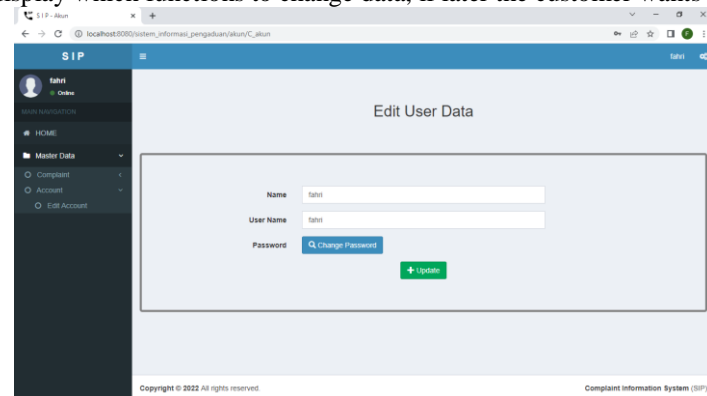 isplay which functions to change data, if later the customer wants
S I P - Akun
localhost:8080/sistem_informasi_pengaduan/akun/C_akun
F
S I P
fahri
fahri
Online
MAIN NAVIGATION
Edit User Data
HOME
Master Data
Complaint
Account
Edit Account
Name fahri
User Name fahri
Password Change Password
Update
Copyright © 2022 All rights reserved. Complaint Information System (SIP)